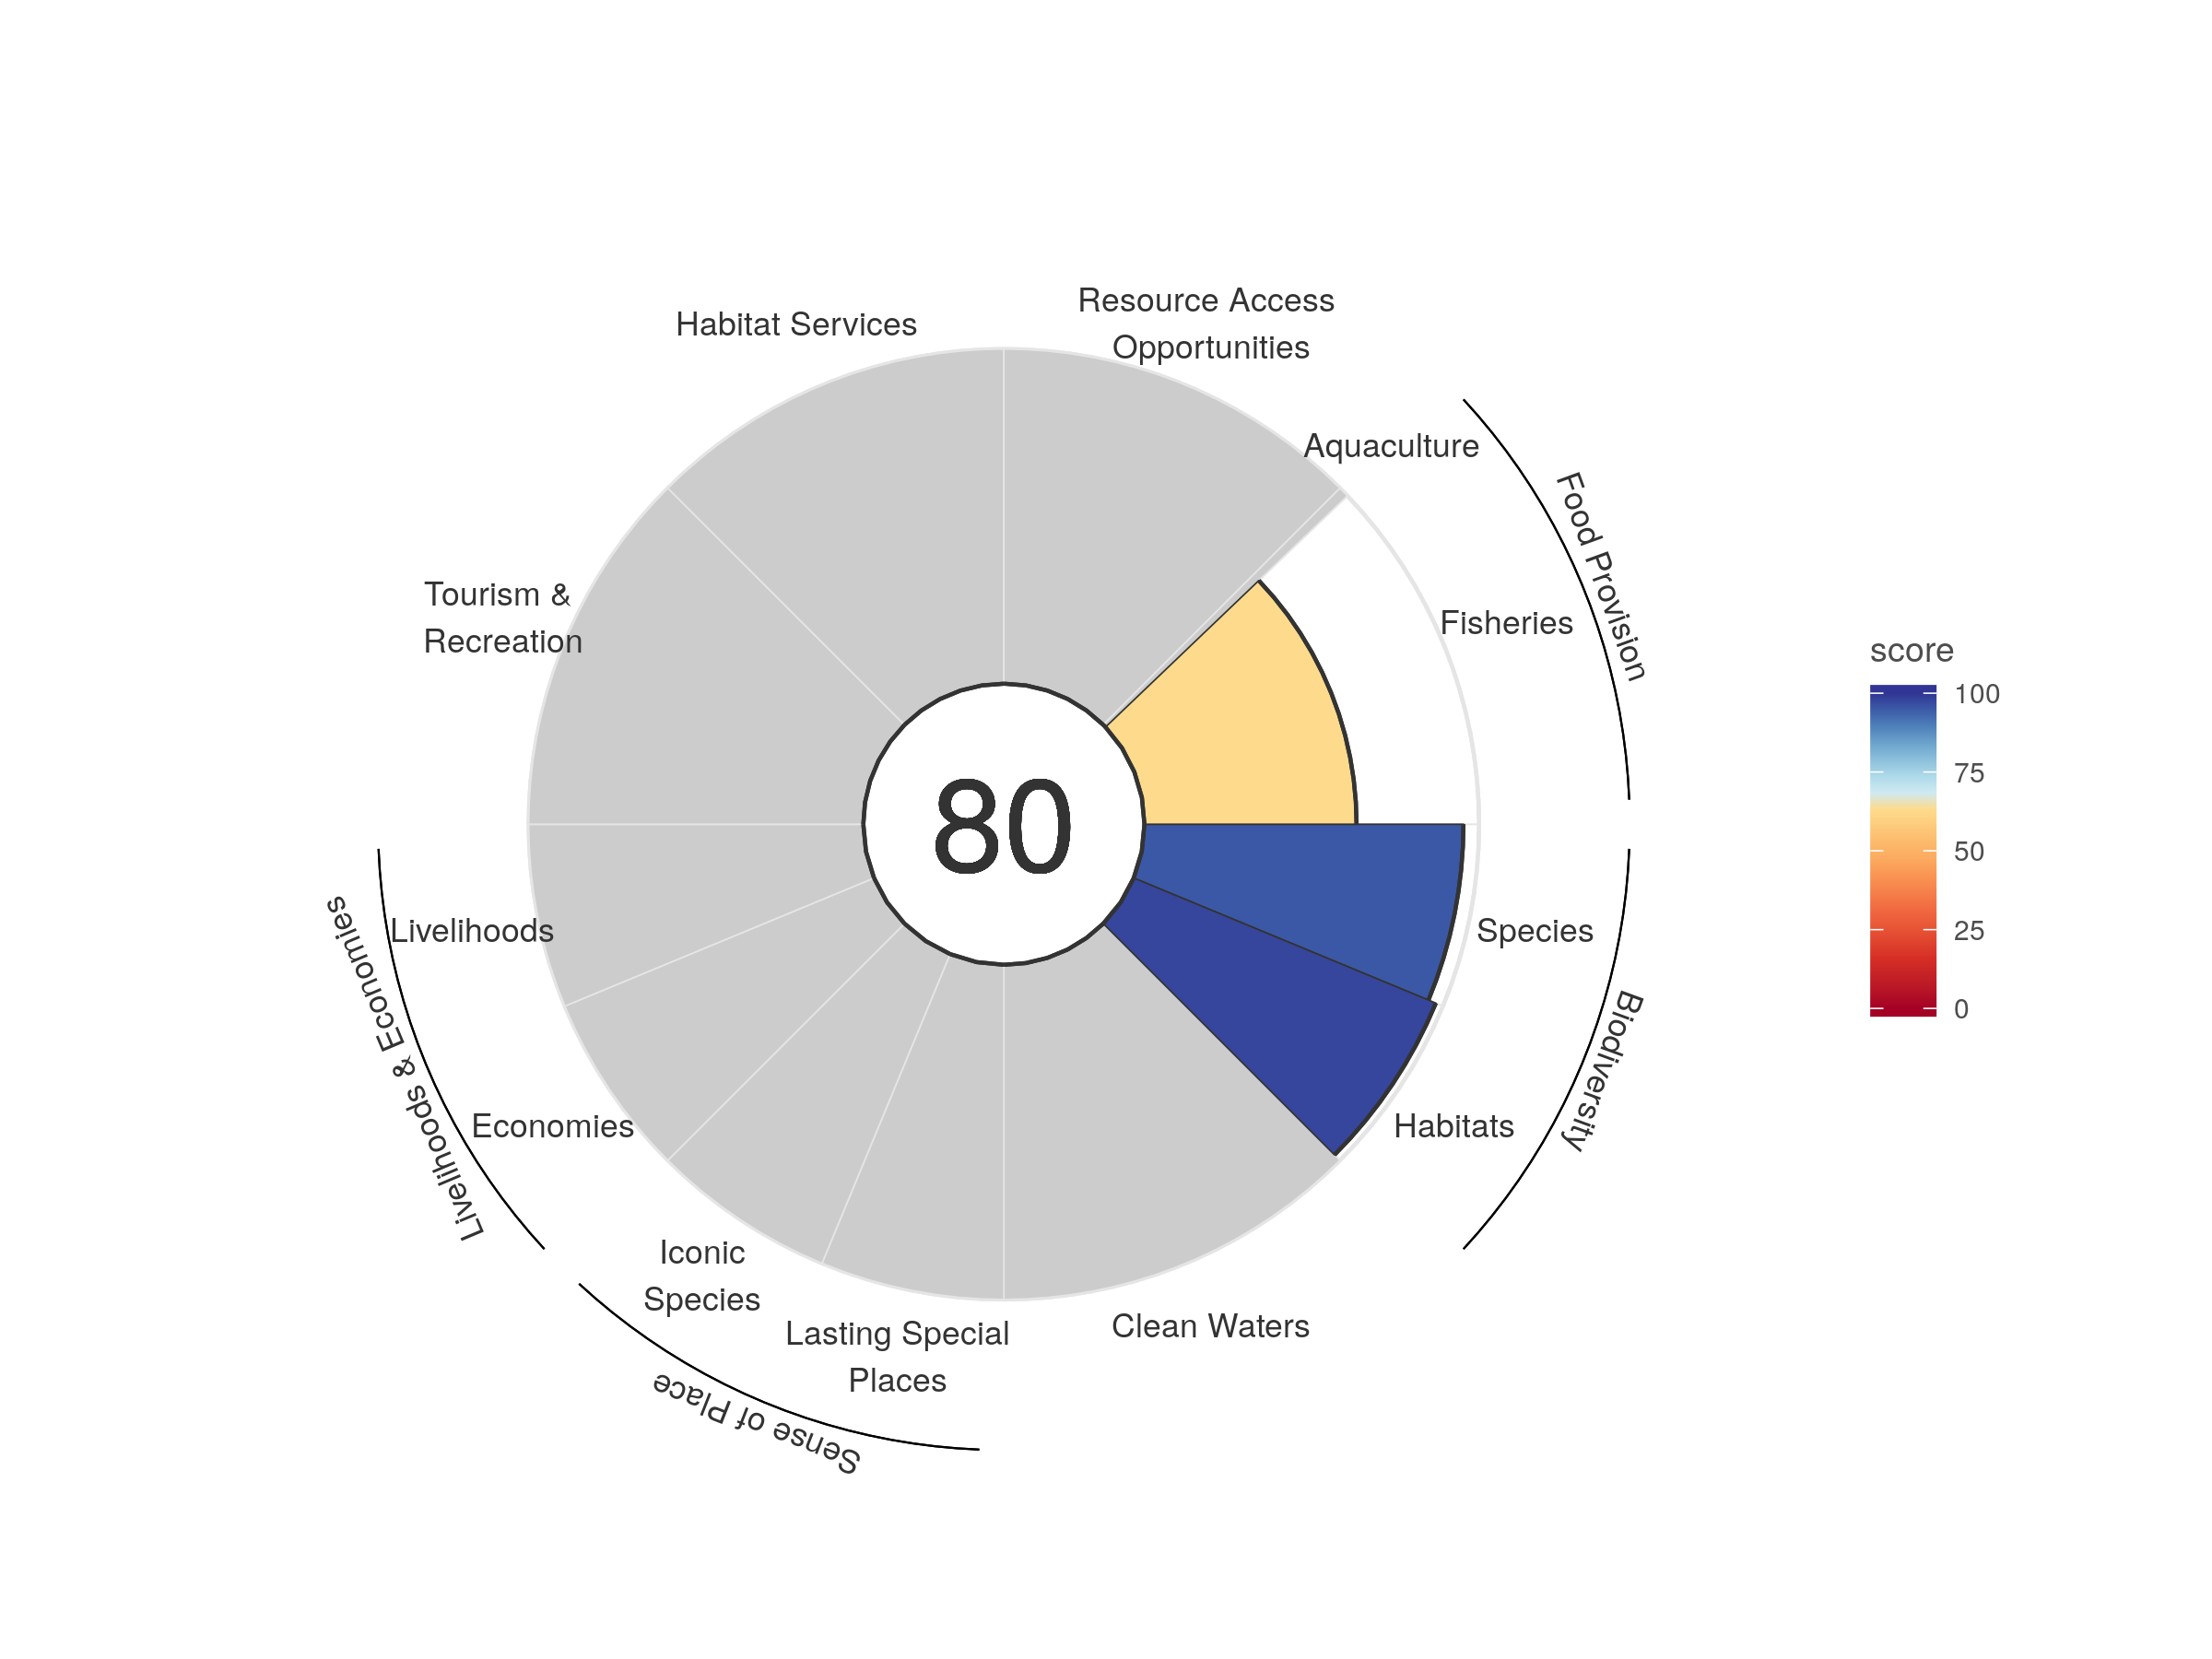 Resource Access
Opportunities
Habitat Services
Aquaculture
Food Provision
Fisheries
Tourism &
Recreation
score
100
75
50
25
0
80
Livelihoods
Species
Livelihoods & Economies
Biodiversity
Economies
Habitats
Iconic
Species
Lasting Special
Places
Clean Waters
Sense of Place